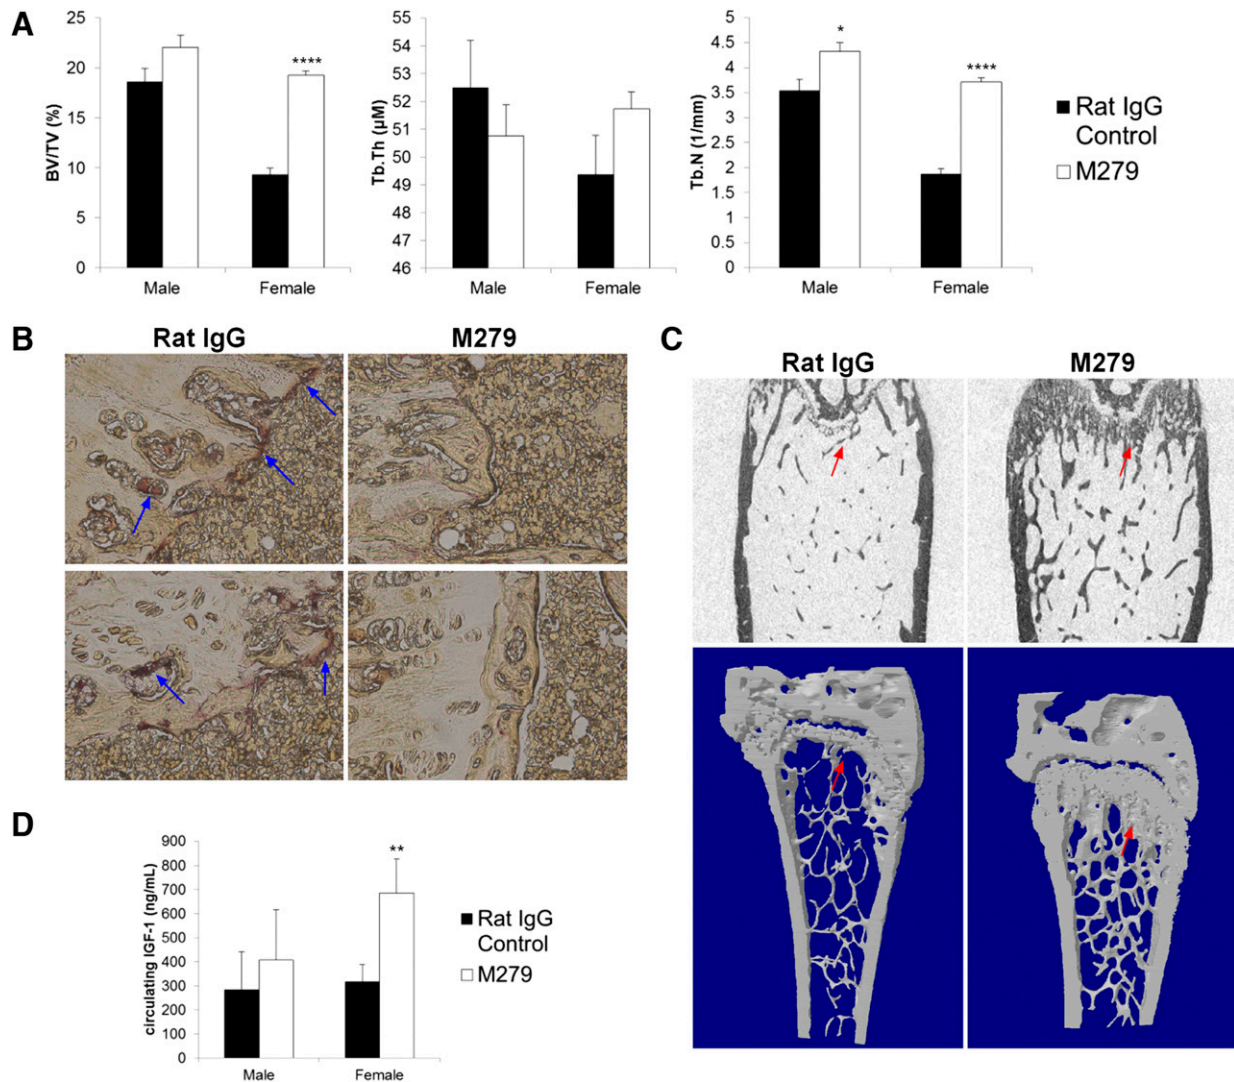 A
BV/TV (%)
25
20
15
10
5
0
****
Male
Female
Tb.Th (µM)
55
54
53
52
51
50
49
48
47
46
Male
Female
Tb.N (1/mm)
5
4.5
4
3.5
3
2.5
2
1.5
1
0.5
0
*
****
Male
Female
Rat IgG
Control
M279
B
Rat IgG
M279
C
Rat IgG
M279
D
circulating IGF-1 (ng/mL)
900
800
700
600
500
400
300
200
100
0
**
Male
Female
Rat IgG
Control
M279